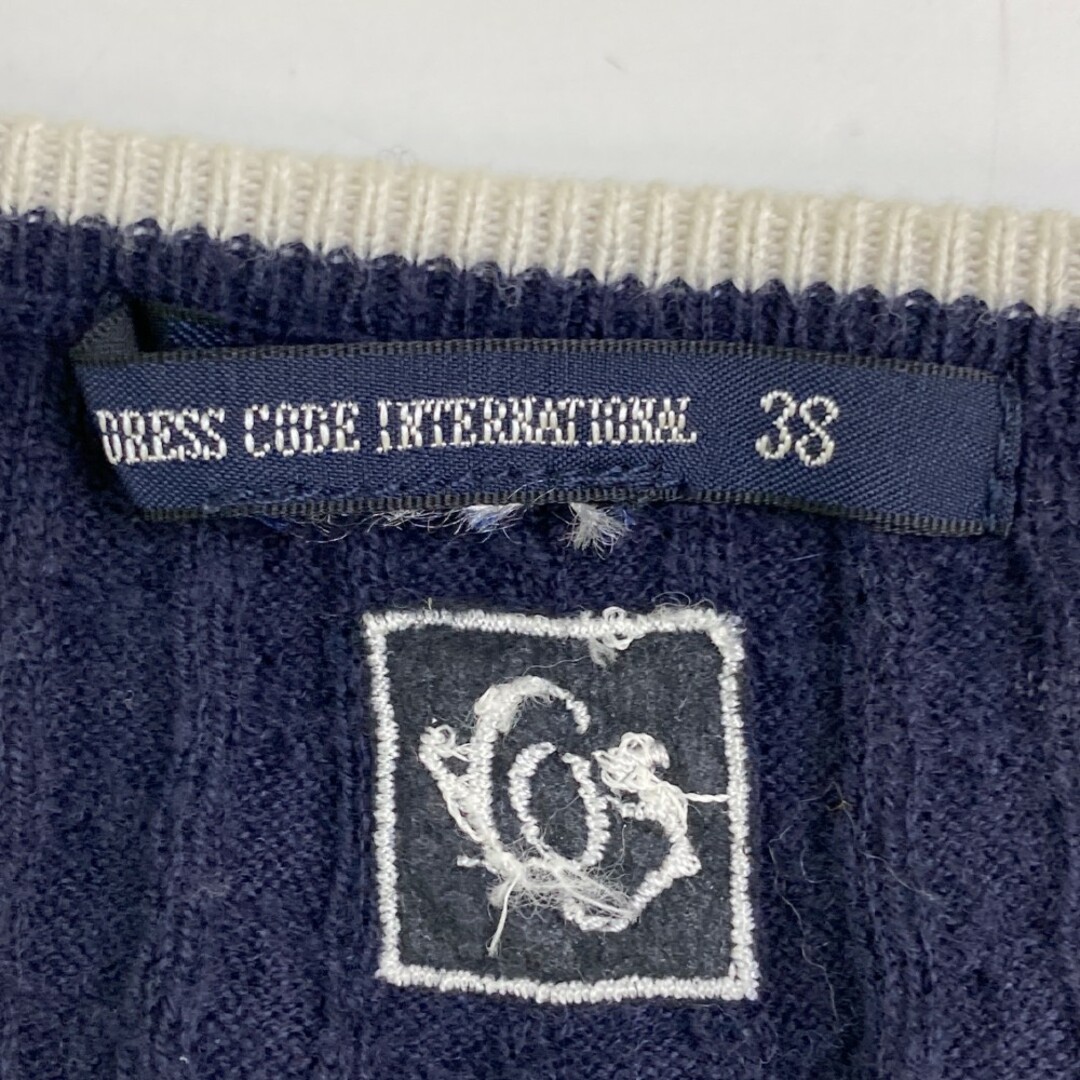 DRESS CODE INTERNATIONAL 38